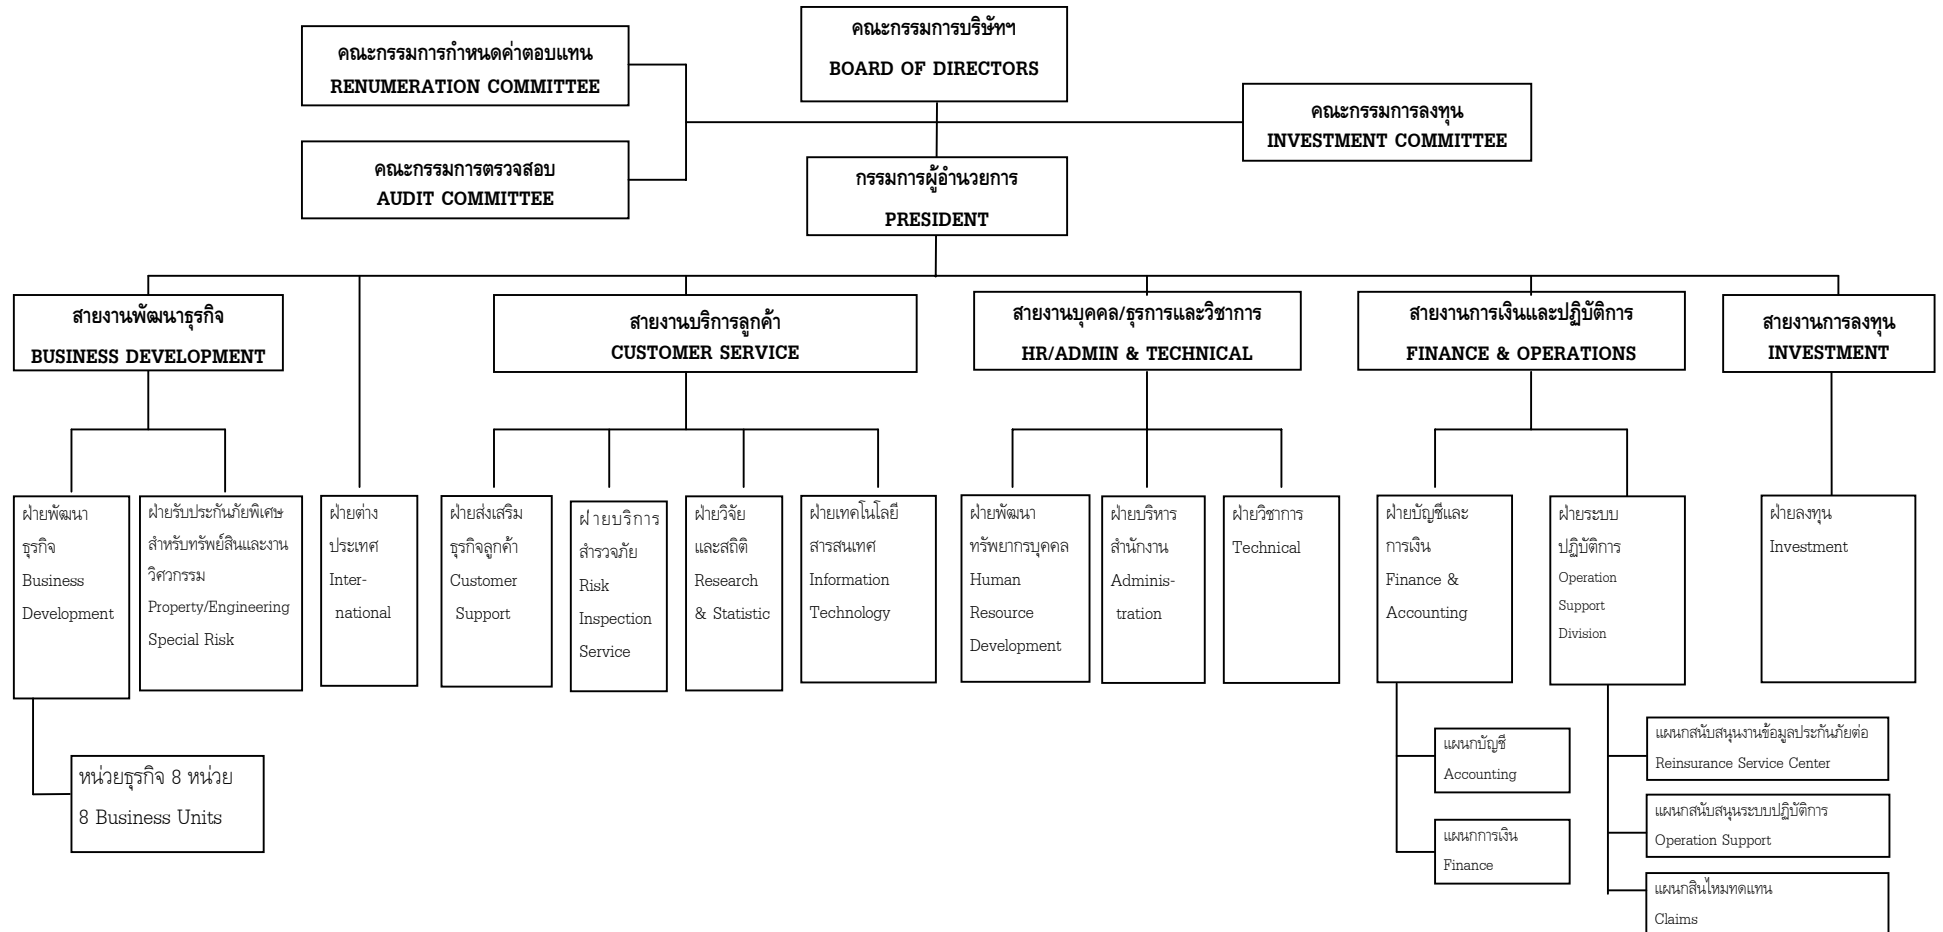 คณะกรรมการบริษัทฯ
BOARD OF DIRECTORS
คณะกรรมการกำหนดค่าตอบแทน
RENUMERATION COMMITTEE
คณะกรรมการลงทุน
INVESTMENT COMMITTEE
คณะกรรมการตรวจสอบ
AUDIT COMMITTEE
กรรมการผู้อำนวยการ
PRESIDENT
สายงานพัฒนาธุรกิจ
BUSINESS DEVELOPMENT
สายงานบริการลูกค้า
CUSTOMER SERVICE
สายงานบุคคล/ธุรการและวิชาการ
HR/ADMIN & TECHNICAL
สายงานการเงินและปฏิบัติการ
FINANCE & OPERATIONS
สายงานการลงทุน
INVESTMENT
ฝ่ายพัฒนา
ธุรกิจ
Business
Development
ฝ่ายรับประกันภัยพิเศษ
สำหรับทรัพย์สินและงาน
วิศวกรรม
Property/Engineering
Special Risk
ฝ่ายต่าง
ประเทศ
Inter-
national
ฝ่ายส่งเสริม
ธุรกิจลูกค้า
Customer
Support
ฝ่ายบริการ
สำรวจภัย
Risk
Inspection
Service
ฝ่ายวิจัย
และสถิติ
Research
& Statistic
ฝ่ายเทคโนโลยี
สารสนเทศ
Information
Technology
ฝ่ายพัฒนา
ทรัพยากรบุคคล
Human
Resource
Development
ฝ่ายบริหาร
สำนักงาน
Adminis-
tration
ฝ่ายวิชาการ
Technical
ฝ่ายบัญชีและ
การเงิน
Finance &
Accounting
ฝ่ายระบบ
ปฏิบัติการ
Operation
Support
Division
ฝ่ายลงทุน
Investment
หน่วยธุรกิจ 8 หน่วย
8 Business Units
แผนกบัญชี
Accounting
แผนกการเงิน
Finance
แผนกสนับสนุนงานข้อมูลประกันภัยต่อ
Reinsurance Service Center
แผนกสนับสนุนระบบปฏิบัติการ
Operation Support
แผนกสินไหมทดแทน
Claims